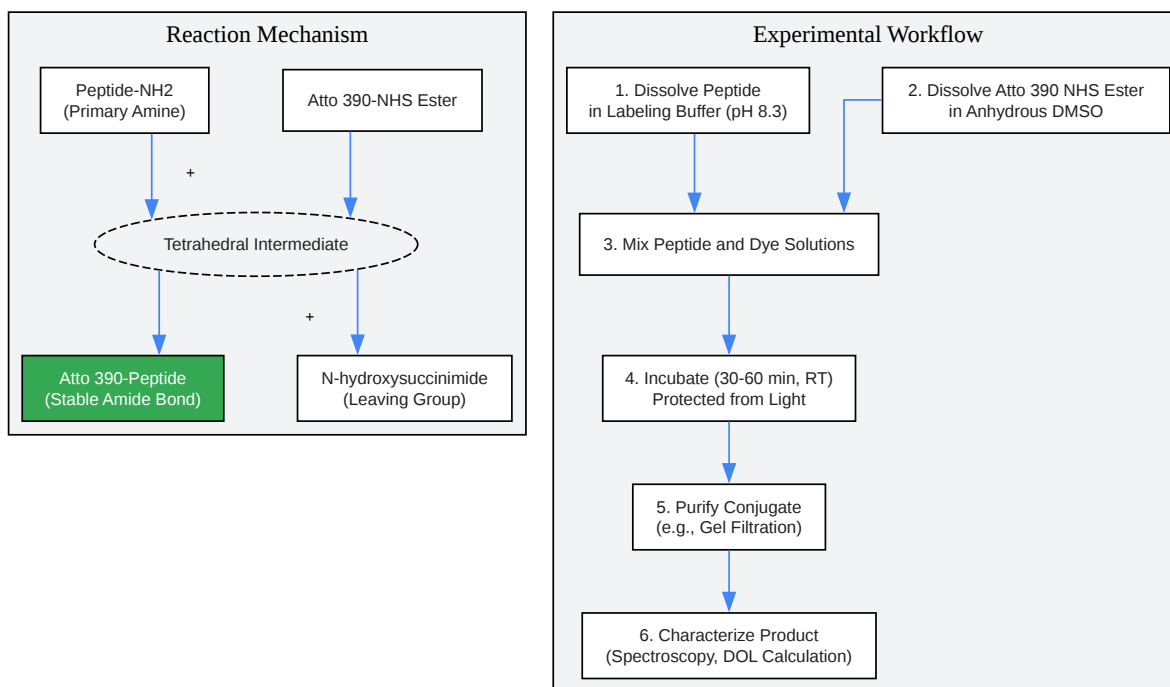 Reaction Mechanism
Peptide-NH2
(Primary Amine)
Atto 390-NHS Ester
+
Tetrahedral Intermediate
+
Atto 390-Peptide
(Stable Amide Bond)
N-hydroxysuccinimide
(Leaving Group)
Experimental Workflow
1. Dissolve Peptide
in Labeling Buffer (pH 8.3)
2. Dissolve Atto 390 NHS Ester
in Anhydrous DMSO
3. Mix Peptide and Dye Solutions
4. Incubate (30-60 min, RT)
Protected from Light
5. Purify Conjugate
(e.g., Gel Filtration)
6. Characterize Product
(Spectroscopy, DOL Calculation)